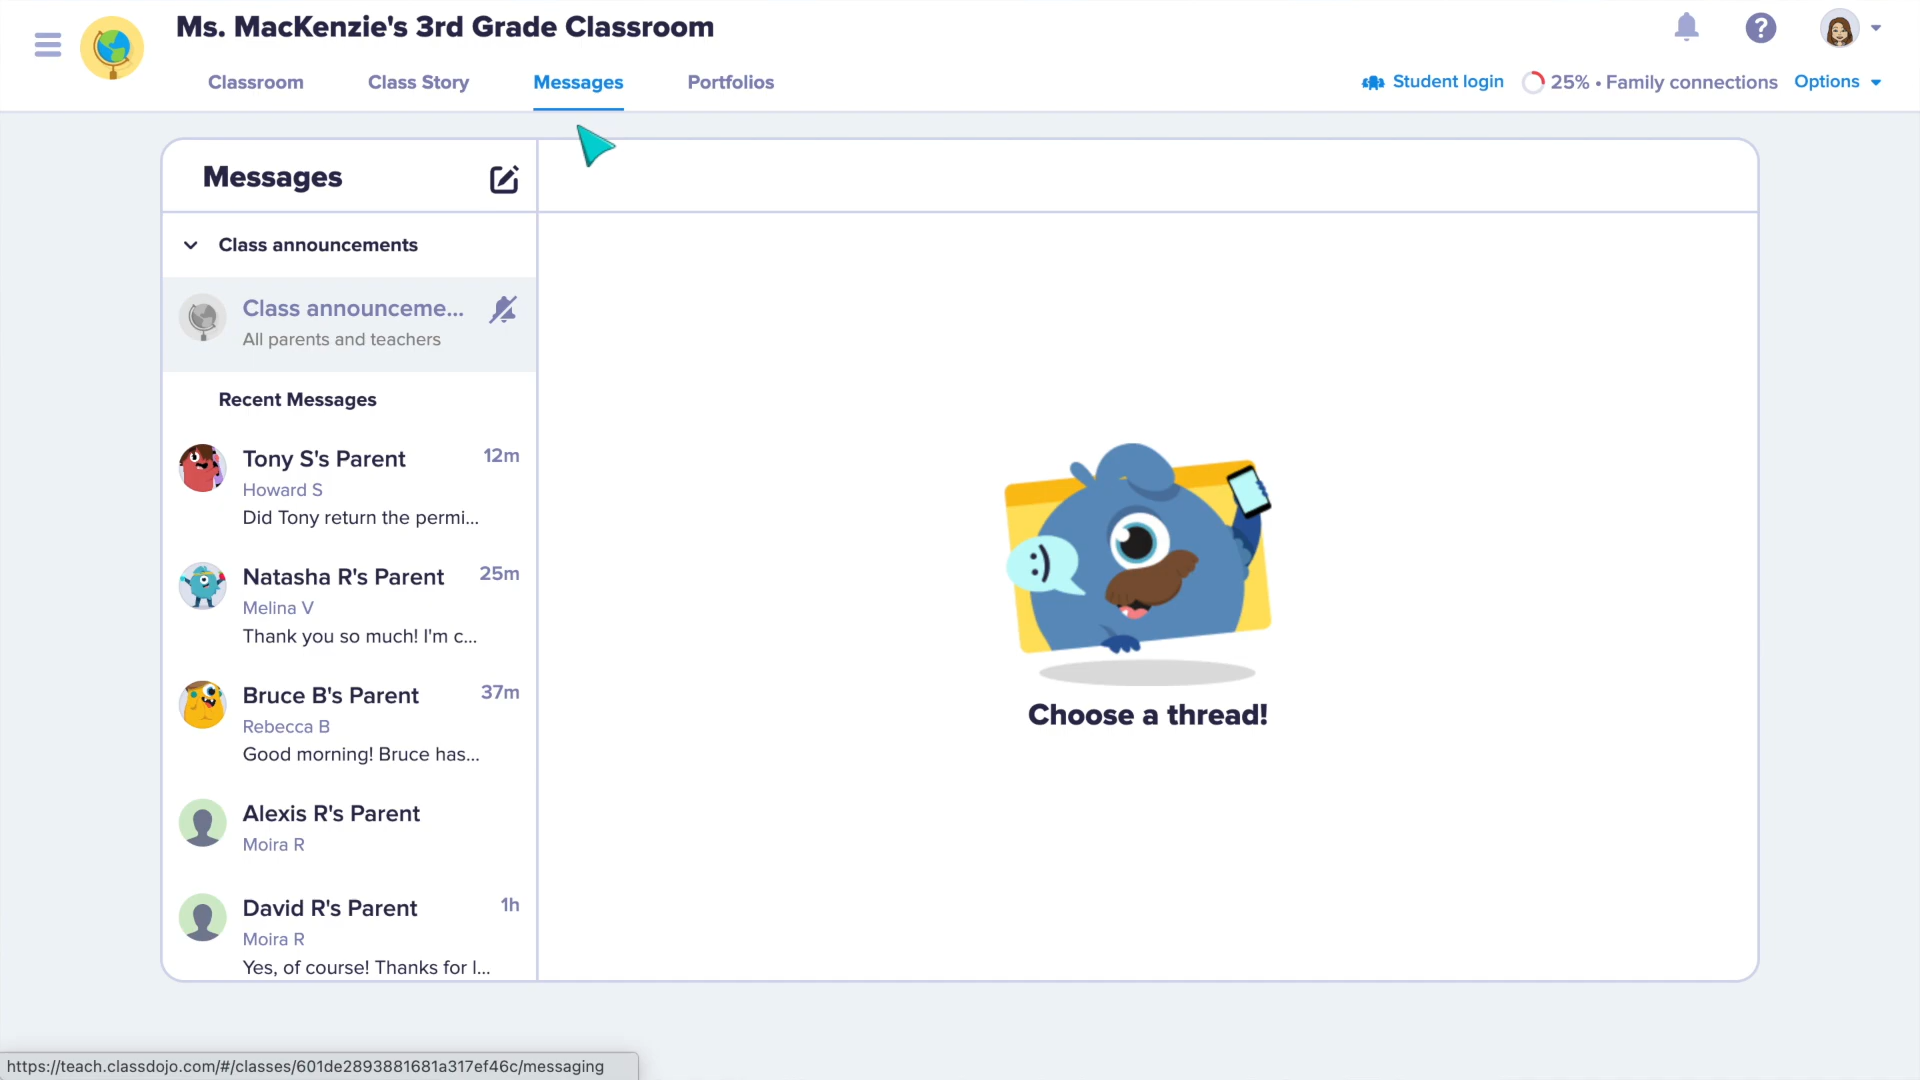 Ms. MacKenzie's 3rd Grade Classroom
Classroom
Class Story
Messages
Portfolios
Student login
25% • Family connections
Options
Messages
Class announcements
Class announceme...
All parents and teachers
Recent Messages
Tony S's Parent 12m
Howard S
Did Tony return the permi...
Natasha R's Parent 25m
Melina V
Thank you so much! I'm c...
Bruce B's Parent 37m
Rebecca B
Good morning! Bruce has...
Alexis R's Parent
Moira R
David R's Parent 1h
Moira R
Yes, of course! Thanks for l...
Choose a thread!
https://teach.classdojo.com/#/classes/601de2893881681a317ef46c/messaging